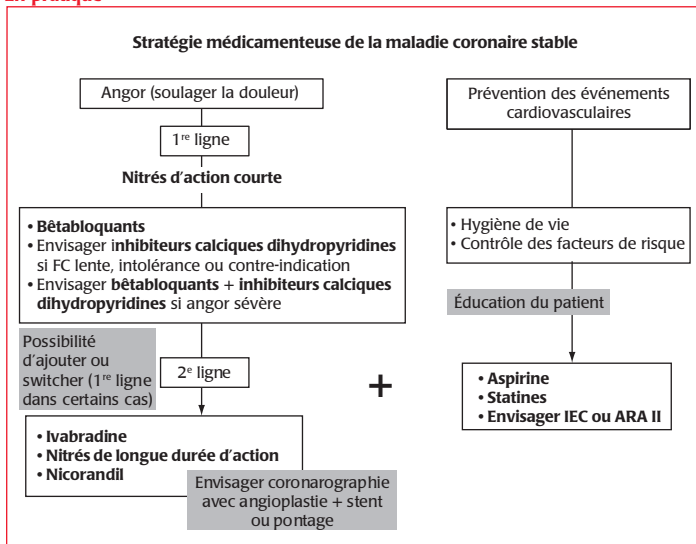 Stratégie médicamenteuse de la maladie coronaire stable
Angor (soulager la douleur)
1re ligne
Nitrés d'action courte
• Bêtabloquants
• Envisager inhibiteurs calciques dihydropyridines
si FC lente, intolérance ou contre-indication
• Envisager bêtabloquants + inhibiteurs calciques
dihydropyridines si angor sévère
Possibilité
d'ajouter ou
switcher (1re ligne
dans certains cas)
2e ligne
• Ivabradine
• Nitrés de longue durée d'action
• Nicorandil
Envisager coronarographie
avec angioplastie + stent
ou pontage
+
Prévention des événements
cardiovasculaires
• Hygiène de vie
• Contrôle des facteurs de risque
Éducation du patient
• Aspirine
• Statines
• Envisager IEC ou ARA II